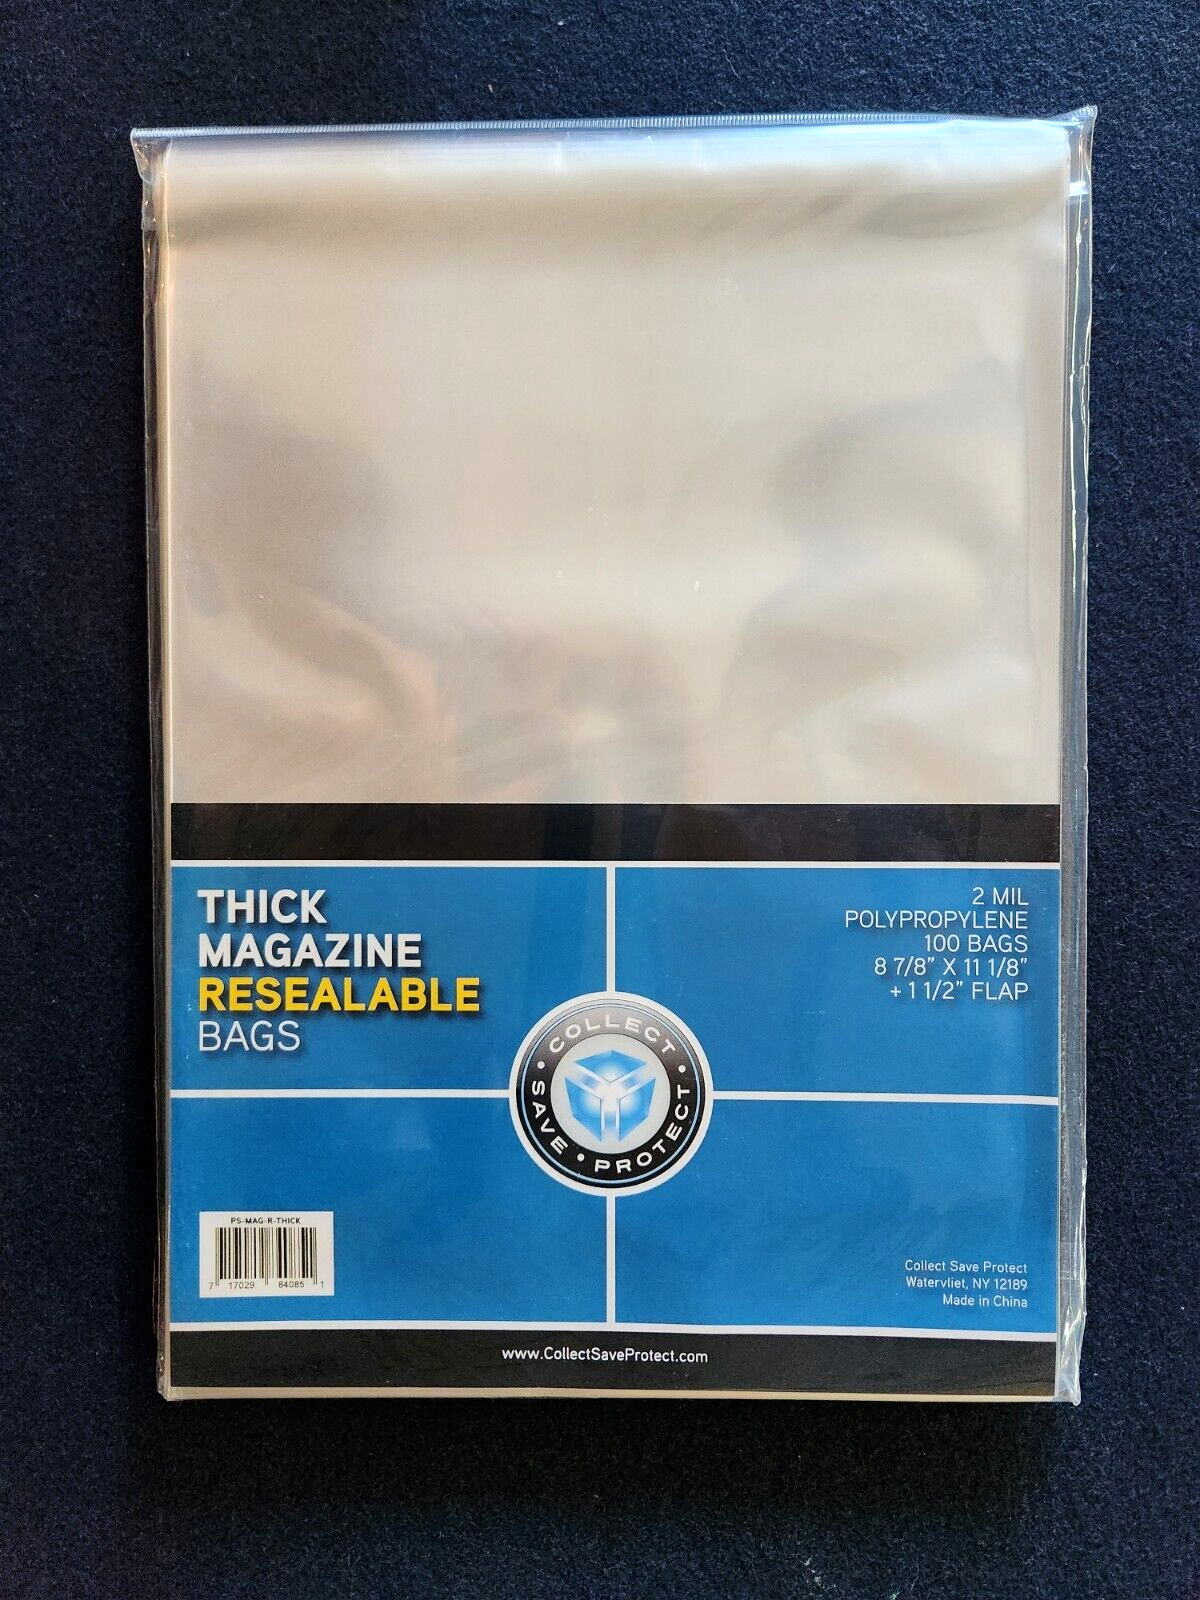 THICK
MAGAZINE
RESEALABLE
BAGS
2 MIL
POLYPROPYLENE
100 BAGS
8 7/8” X 11 1/8”
+ 1 1/2” FLAP
COLLECT • SAVE • PROTECT •
PS-MAG-R-THICK
7 17029 84085 1
Collect Save Protect
Watervliet, NY 12189
Made in China
www.CollectSaveProtect.com